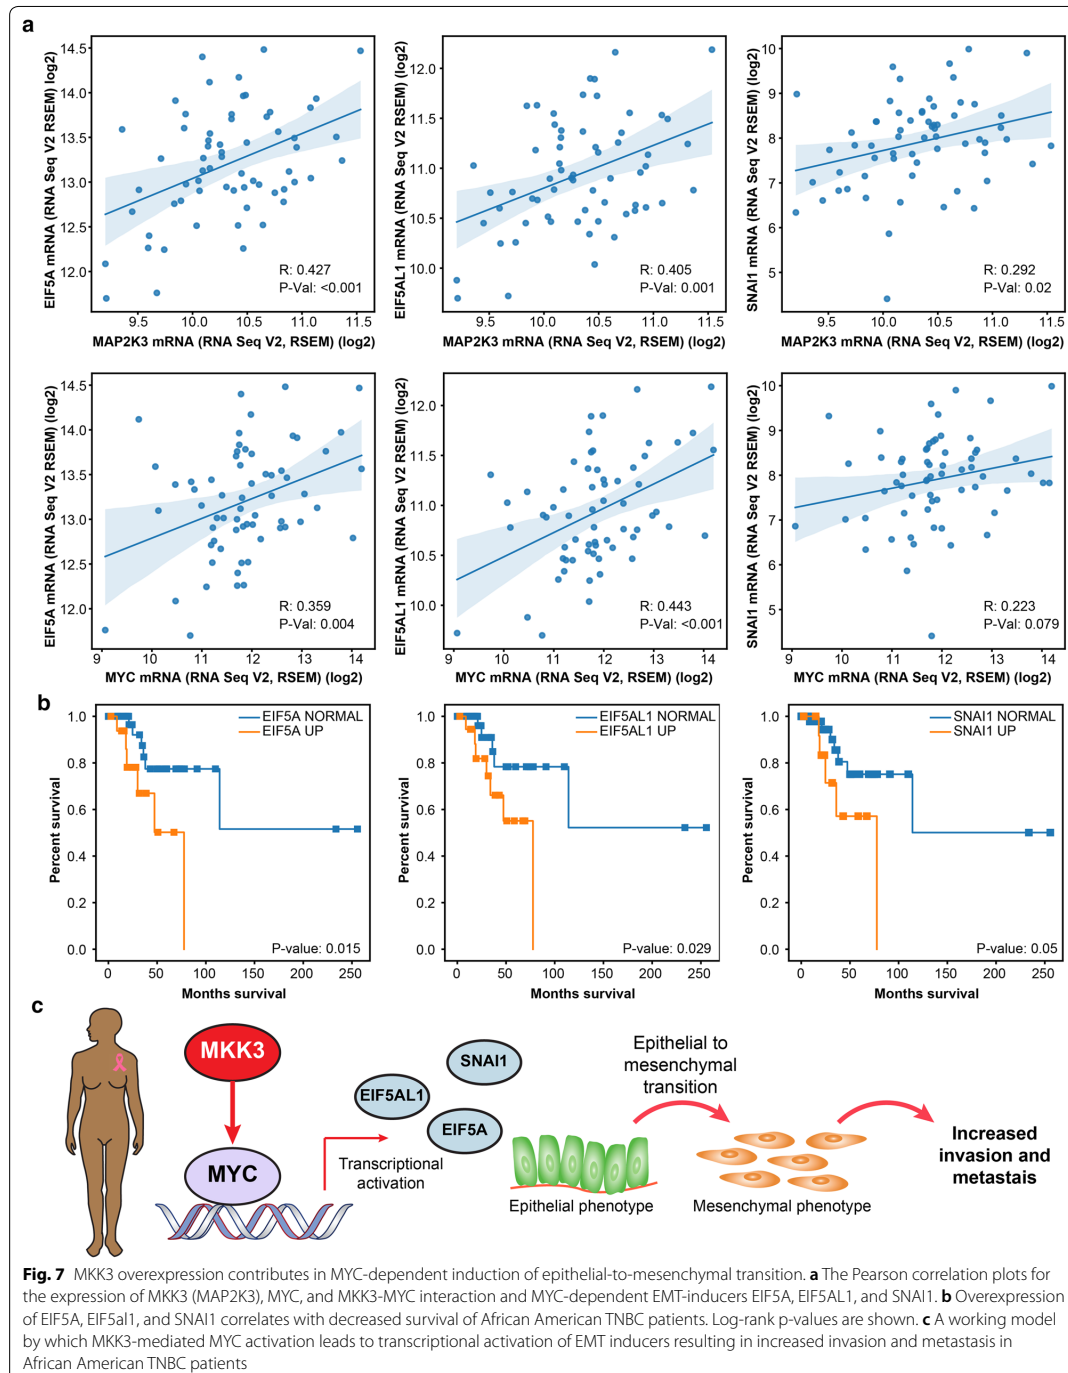 a
EIF5A mRNA (RNA Seq V2 RSEM) log2)
14.5
14.0
13.5
13.0
12.5
12.0
R: 0.427
P-Val: <0.001
9.5 10.0 10.5 11.0 11.5
MAP2K3 mRNA (RNA Seq V2, RSEM) (log2)
EIF5AL1 mRNA (RNA Seq V2 RSEM) (log2)
12.0
11.5
11.0
10.5
10.0
R: 0.405
P-Val: 0.001
9.5 10.0 10.5 11.0 11.5
MAP2K3 mRNA (RNA Seq V2, RSEM) (log2)
SNAI1 mRNA (RNA Seq V2 RSEM) (log2)
10
9
8
7
6
5
R: 0.292
P-Val: 0.02
9.5 10.0 10.5 11.0 11.5
MAP2K3 mRNA (RNA Seq V2, RSEM) (log2)
EIF5A mRNA (RNA Seq V2 RSEM) (log2)
14.5
14.0
13.5
13.0
12.5
12.0
R: 0.359
P-Val: 0.004
9 10 11 12 13 14
MYC mRNA (RNA Seq V2, RSEM) (log2)
EIF5AL1 mRNA (RNA Seq V2 RSEM) (log2)
12.0
11.5
11.0
10.5
10.0
R: 0.443
P-Val: <0.001
9 10 11 12 13 14
MYC mRNA (RNA Seq V2, RSEM) (log2)
SNAI1 mRNA (RNA Seq V2 RSEM) (log2)
10
9
8
7
6
5
R: 0.223
P-Val: 0.079
9 10 11 12 13 14
MYC mRNA (RNA Seq V2, RSEM) (log2)
b
Percent survival
1.0
0.8
0.6
0.4
0.2
0.0
EIF5A NORMAL
EIF5A UP
P-value: 0.015
0 50 100 150 200 250
Months survival
Percent survival
1.0
0.8
0.6
0.4
0.2
0.0
EIF5AL1 NORMAL
EIF5AL1 UP
P-value: 0.029
0 50 100 150 200 250
Months survival
Percent survival
1.0
0.8
0.6
0.4
0.2
0.0
SNAI1 NORMAL
SNAI1 UP
P-value: 0.05
0 50 100 150 200 250
Months survival
c
MKK3
MYC
Transcriptional
activation
SNAI1
EIF5AL1
EIF5A
Epithelial to
mesenchymal
transition
Epithelial phenotype
Mesenchymal phenotype
Increased
invasion and
metastais
Fig. 7 MKK3 overexpression contributes in MYC-dependent induction of epithelial-to-mesenchymal transition. a The Pearson correlation plots for
the expression of MKK3 (MAP2K3), MYC, and MKK3-MYC interaction and MYC-dependent EMT-inducers EIF5A, EIF5AL1, and SNAI1. b Overexpression
of EIF5A, EIF5al1, and SNAI1 correlates with decreased survival of African American TNBC patients. Log-rank p-values are shown. c A working model
by which MKK3-mediated MYC activation leads to transcriptional activation of EMT inducers resulting in increased invasion and metastasis in
African American TNBC patients